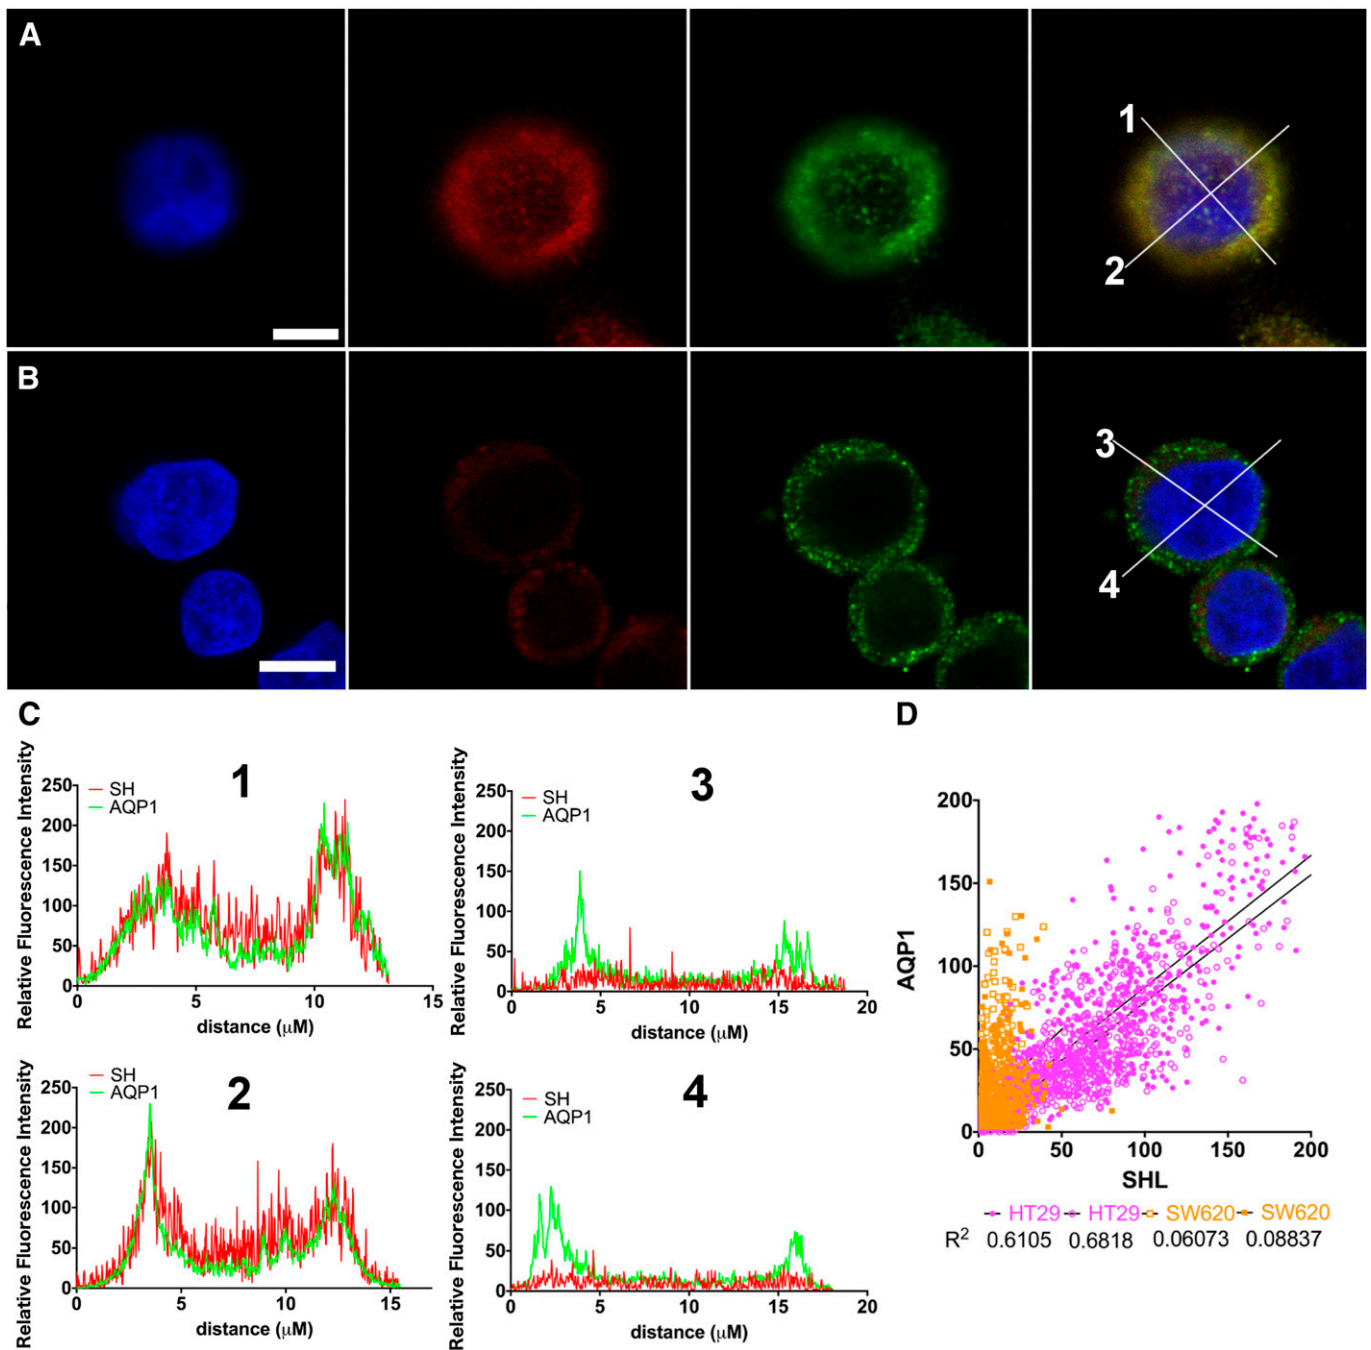 A
1
2
B
3
4
C
D
1
Relative Fluorescence Intensity
250
200
150
100
50
0
SH
AQP1
0
5
10
15
distance (μM)
3
Relative Fluorescence Intensity
250
200
150
100
50
0
SH
AQP1
0
5
10
15
20
distance (μM)
2
Relative Fluorescence Intensity
250
200
150
100
50
0
SH
AQP1
0
5
10
15
distance (μM)
4
Relative Fluorescence Intensity
250
200
150
100
50
0
SH
AQP1
0
5
10
15
20
distance (μM)
AQP1
200
150
100
50
0
0
50
100
150
200
SHL
HT29 HT29 SW620 SW620
R² 0.6105 0.6818 0.06073 0.08837